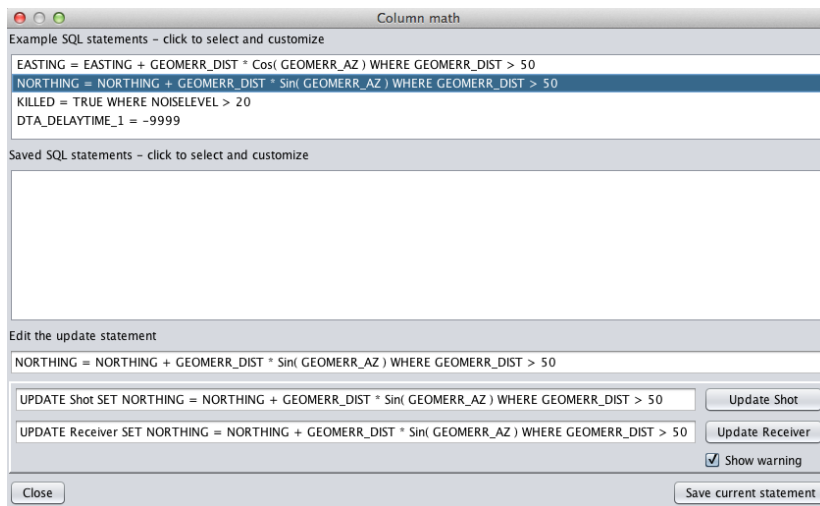 Column math
Example SQL statements – click to select and customize
EASTING = EASTING + GEOMERR_DIST * Cos( GEOMERR_AZ ) WHERE GEOMERR_DIST > 50
NORTHING = NORTHING + GEOMERR_DIST * Sin( GEOMERR_AZ ) WHERE GEOMERR_DIST > 50
KILLED = TRUE WHERE NOISELEVEL > 20
DTA_DELAYTIME_1 = -9999
Saved SQL statements – click to select and customize
Edit the update statement
NORTHING = NORTHING + GEOMERR_DIST * Sin( GEOMERR_AZ ) WHERE GEOMERR_DIST > 50
UPDATE Shot SET NORTHING = NORTHING + GEOMERR_DIST * Sin( GEOMERR_AZ ) WHERE GEOMERR_DIST > 50 Update Shot
UPDATE Receiver SET NORTHING = NORTHING + GEOMERR_DIST * Sin( GEOMERR_AZ ) WHERE GEOMERR_DIST > 50 Update Receiver
Show warning
Close Save current statement